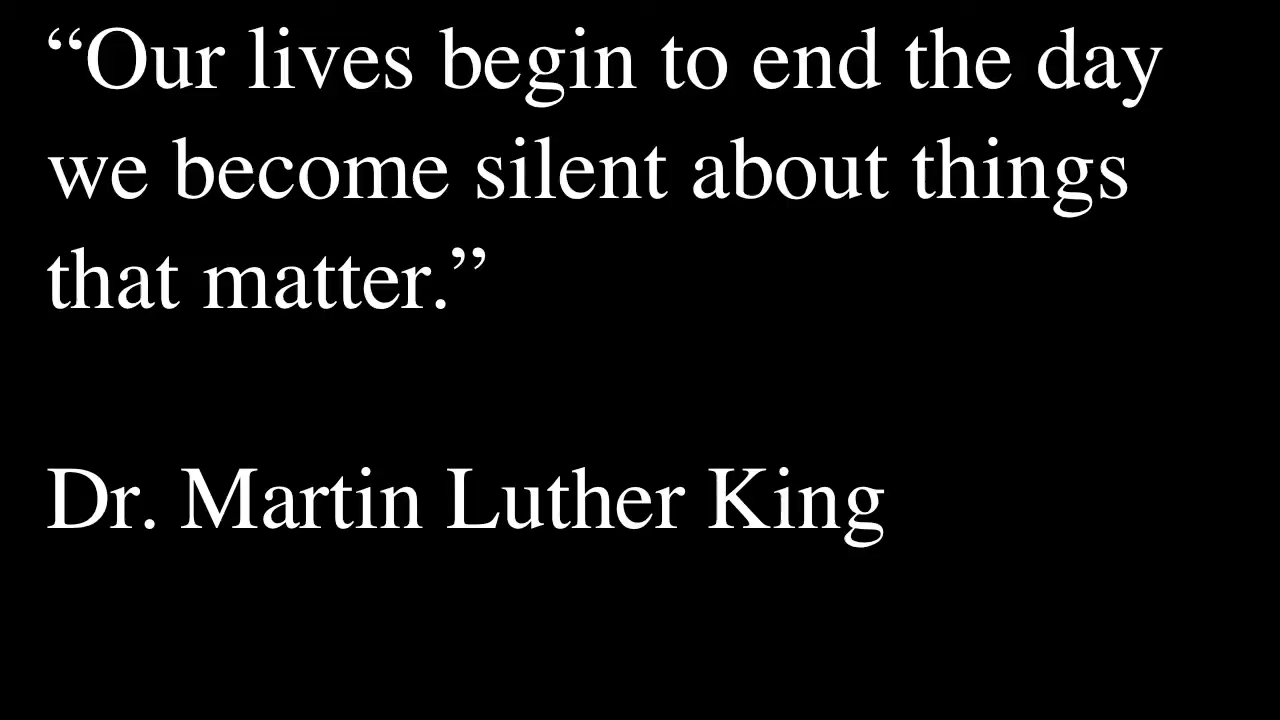 “Our lives begin to end the day
we become silent about things
that matter.”
Dr. Martin Luther King